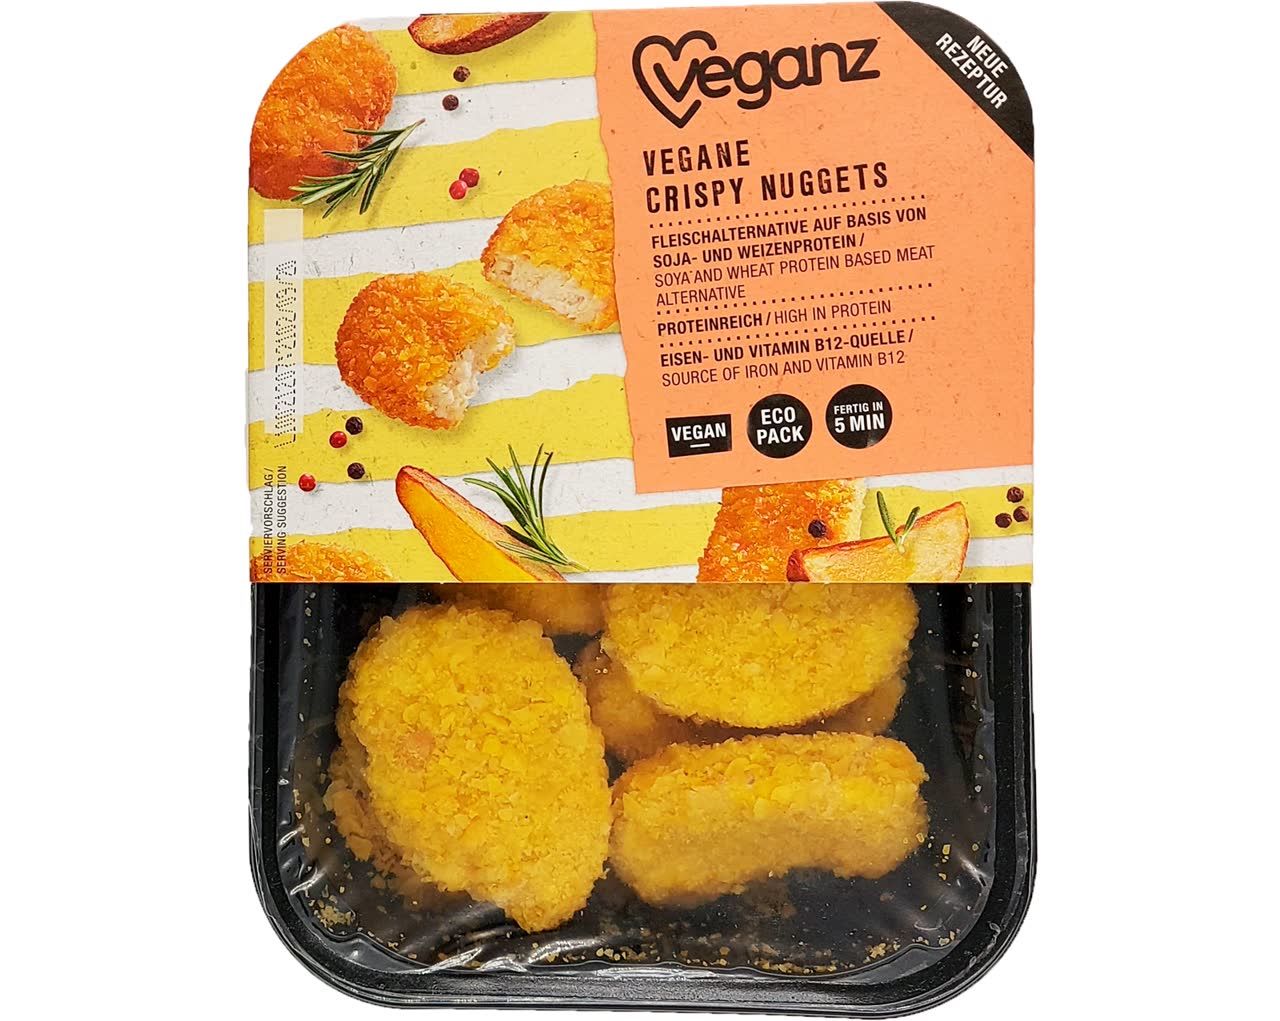 veganz
NEUE
REZEPTUR
VEGANE
CRISPY NUGGETS
FLEISCHALTERNATIVE AUF BASIS VON
SOJA- UND WEIZENPROTEIN /
SOYA AND WHEAT PROTEIN BASED MEAT
ALTERNATIVE
PROTEINREICH / HIGH IN PROTEIN
EISEN- UND VITAMIN B12-QUELLE /
SOURCE OF IRON AND VITAMIN B12
VEGAN
ECO
PACK
FERTIG IN
5 MIN
SERVIERVORSCHLAG /
SERVING SUGGESTION